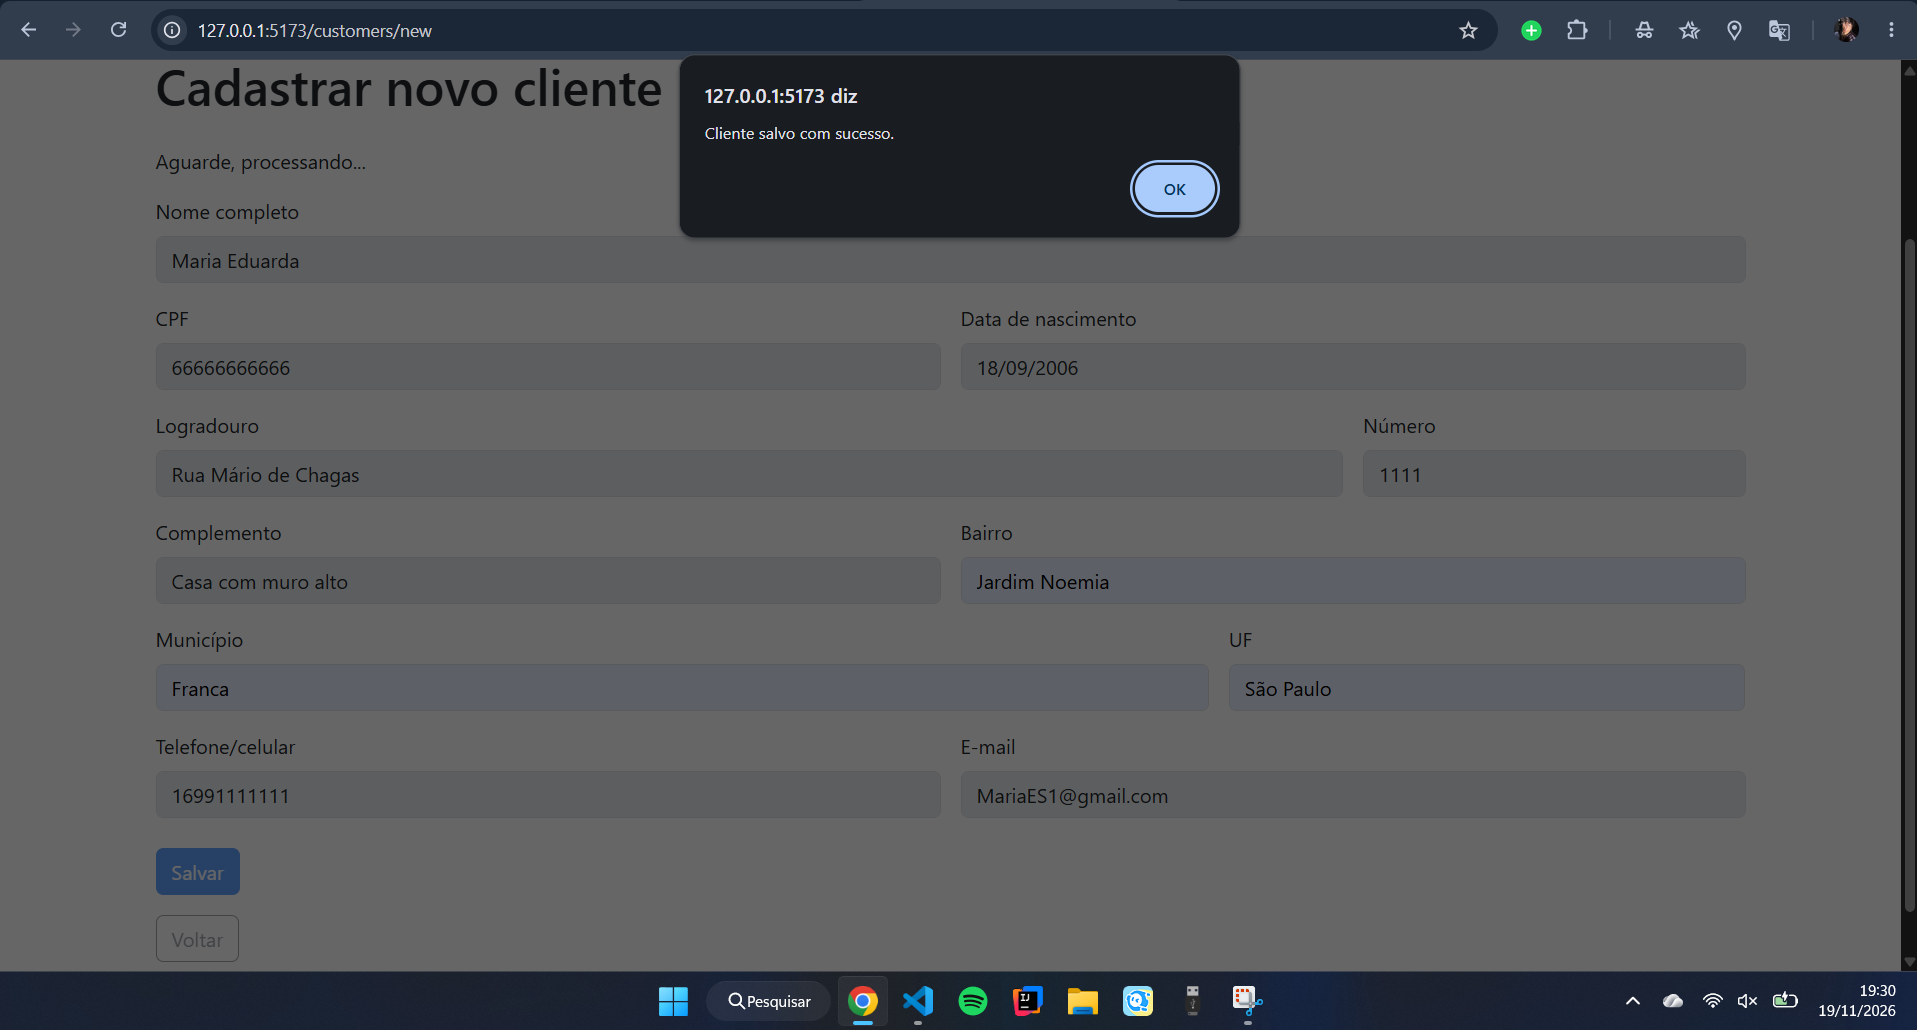 127.0.0.1:5173/customers/new
127.0.0.1:5173 diz
Cliente salvo com sucesso.
OK
Cadastrar novo cliente
Aguarde, processando...
Nome completo
Maria Eduarda
CPF
Data de nascimento
66666666666
18/09/2006
Logradouro
Número
Rua Mário de Chagas
1111
Complemento
Bairro
Casa com muro alto
Jardim Noemia
Município
UF
Franca
São Paulo
Telefone/celular
E-mail
16991111111
MariaES1@gmail.com
Salvar
Voltar
Pesquisar
19:30
19/11/2026